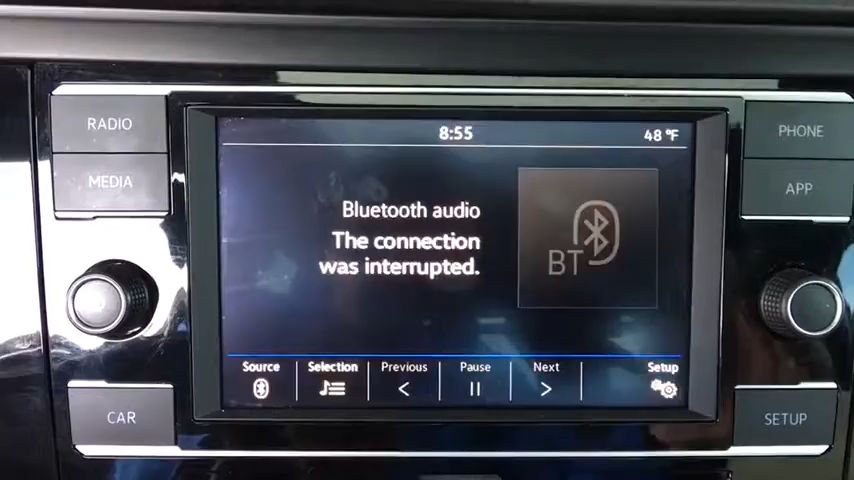 RADIO
MEDIA
8:55
48 °F
Bluetooth audio
The connection
was interrupted.
BT
Source
Selection
Previous
Pause
Next
Setup
PHONE
APP
CAR
SETUP